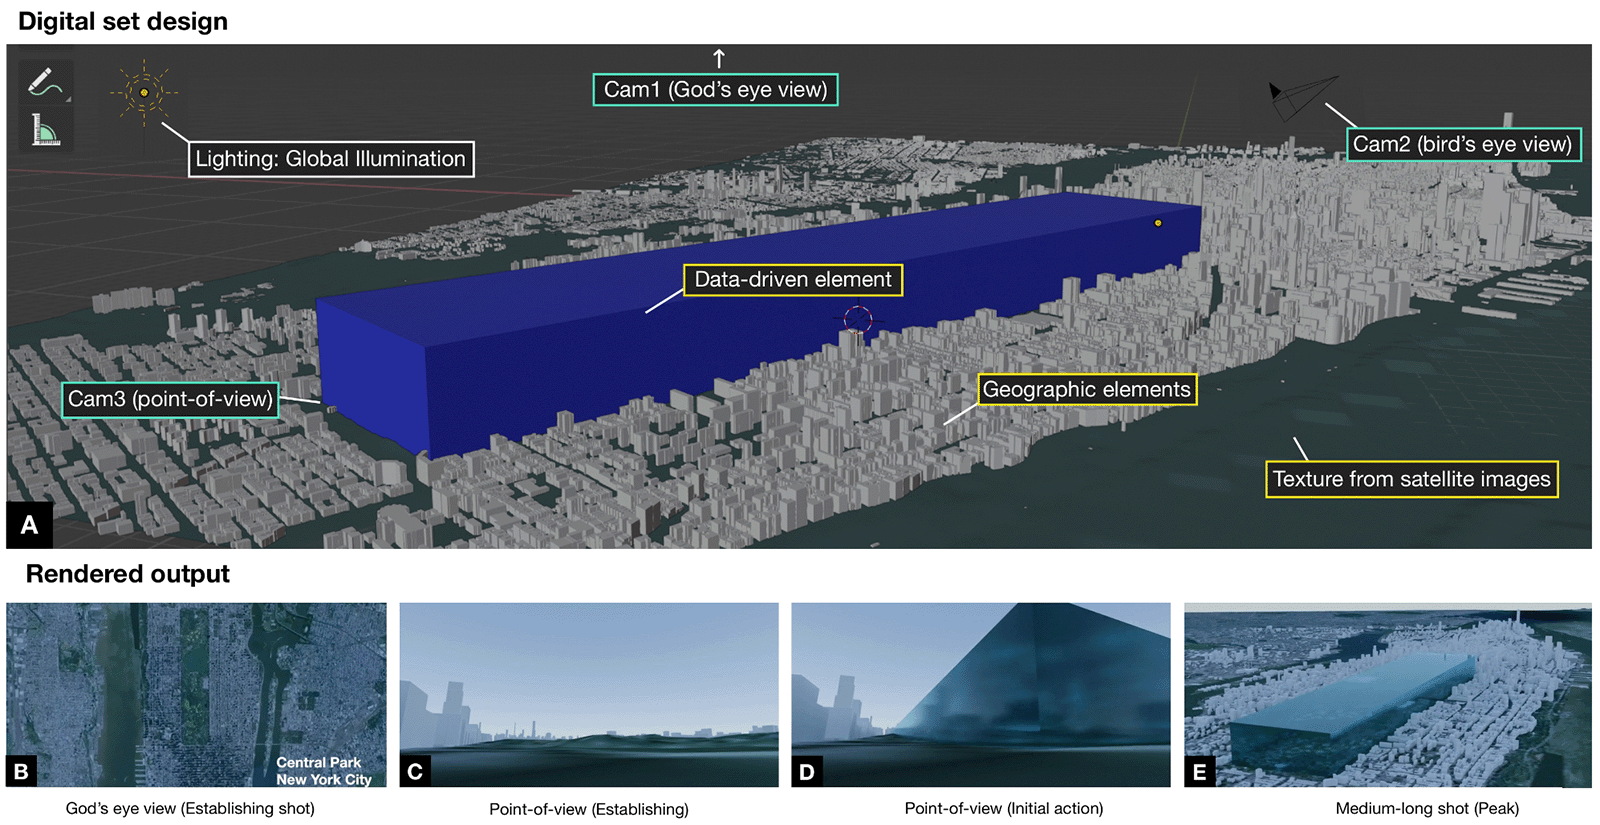 Digital set design
Cam1 (God's eye view)
Cam2 (bird's eye view)
Lighting: Global Illumination
Data-driven element
Cam3 (point-of-view)
Geographic elements
Texture from satellite images
A
Rendered output
Central Park
New York City
B
C
D
E
God's eye view (Establishing shot)
Point-of-view (Establishing)
Point-of-view (Initial action)
Medium-long shot (Peak)